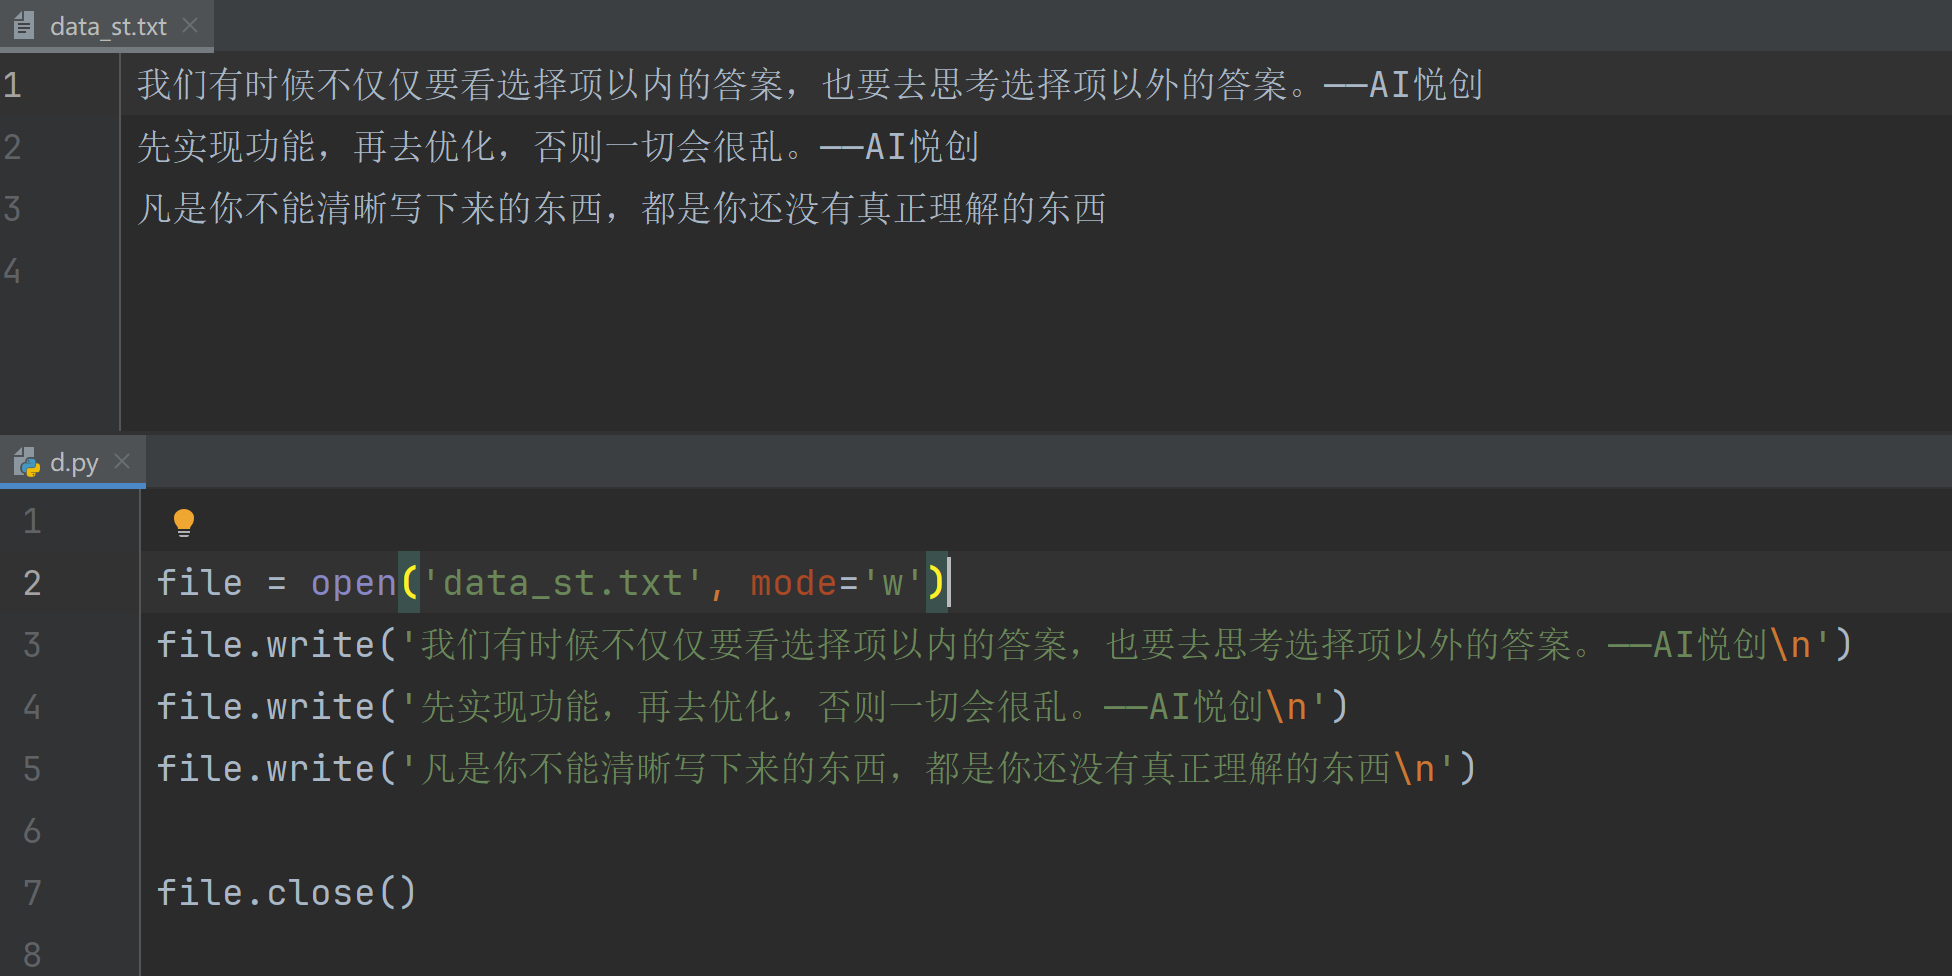 data_st.txt
1 我们有时候不仅仅要看选择项以内的答案，也要去思考选择项以外的答案。——AI悦创
2 先实现功能，再去优化，否则一切会很乱。——AI悦创
3 凡是你不能清晰写下来的东西，都是你还没有真正理解的东西
4
d.py
1
2 file = open('data_st.txt', mode='w')
3 file.write('我们有时候不仅仅要看选择项以内的答案，也要去思考选择项以外的答案。——AI悦创\n')
4 file.write('先实现功能，再去优化，否则一切会很乱。——AI悦创\n')
5 file.write('凡是你不能清晰写下来的东西，都是你还没有真正理解的东西\n')
6
7 file.close()
8